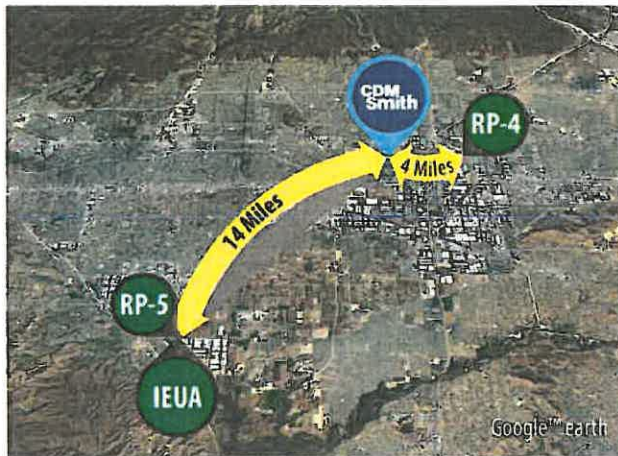 CDM
Smith
RP-4
4 Miles
14 Miles
RP-5
IEUA
Google™ earth